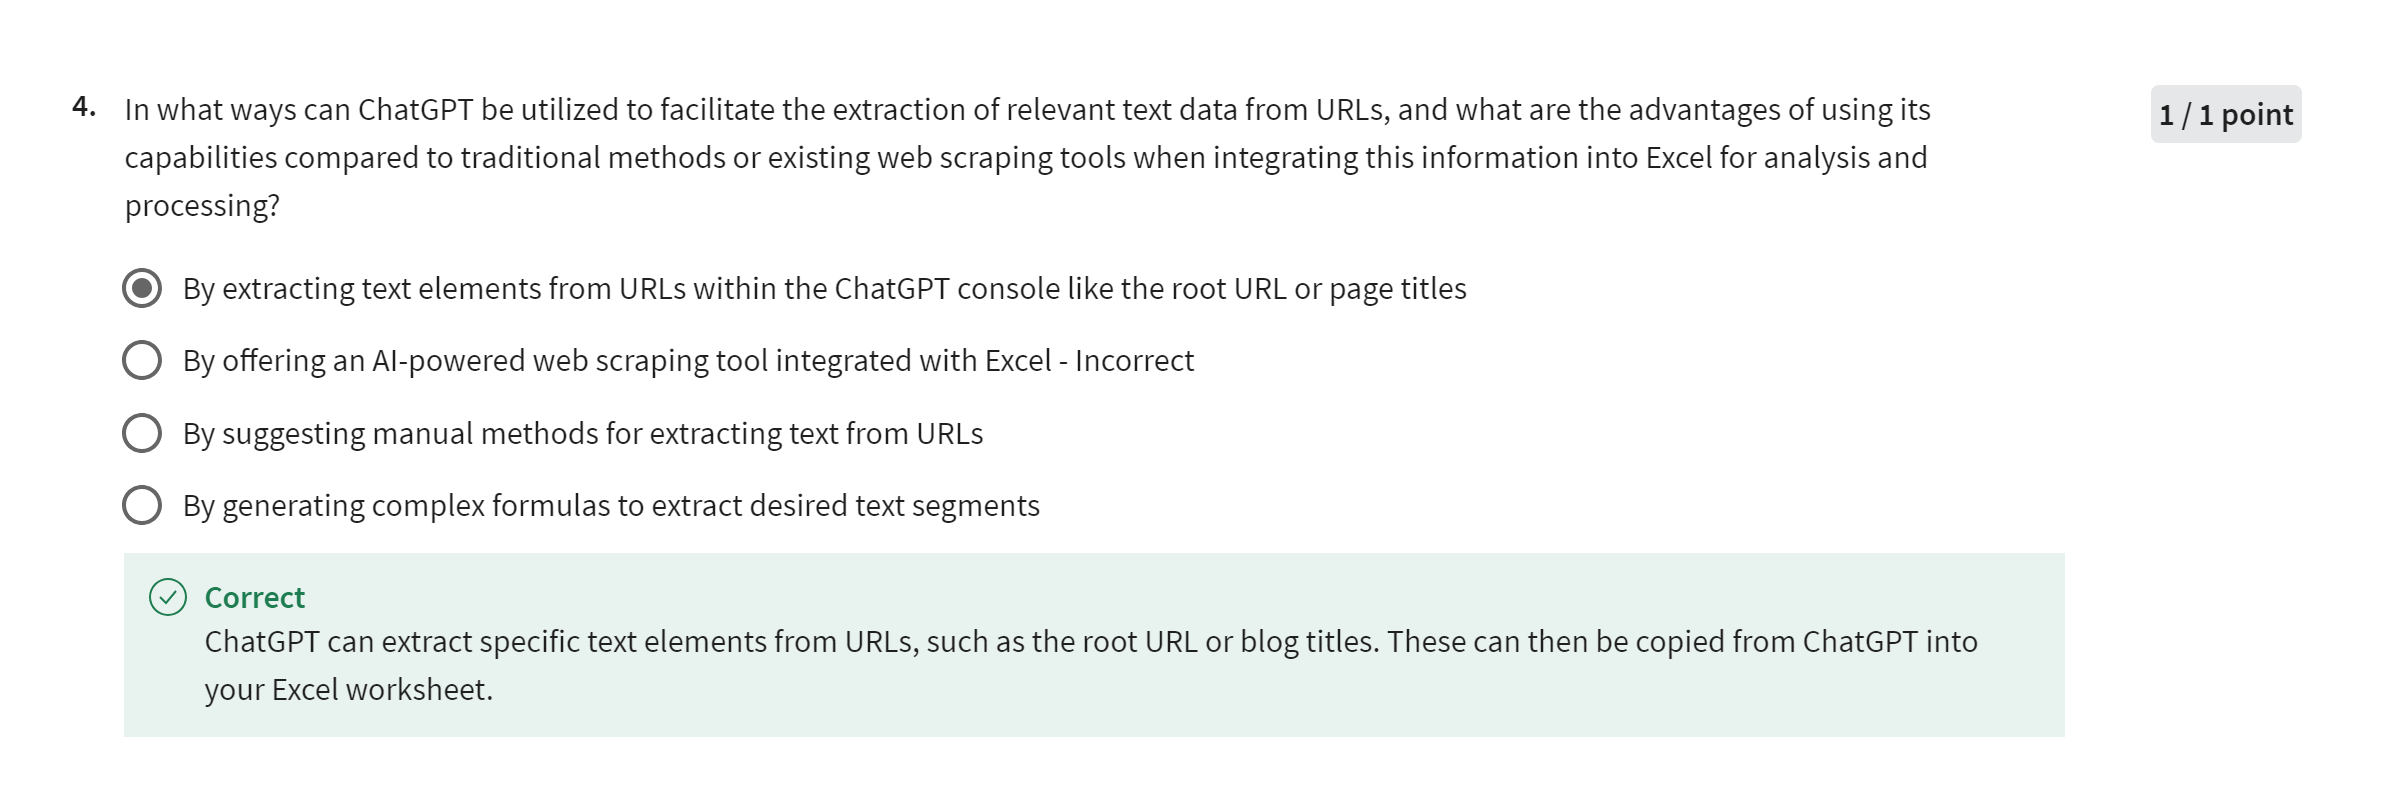 4. In what ways can ChatGPT be utilized to facilitate the extraction of relevant text data from URLs, and what are the advantages of using its
1 / 1 point
capabilities compared to traditional methods or existing web scraping tools when integrating this information into Excel for analysis and
processing?
By extracting text elements from URLs within the ChatGPT console like the root URL or page titles
By offering an AI-powered web scraping tool integrated with Excel - Incorrect
By suggesting manual methods for extracting text from URLs
By generating complex formulas to extract desired text segments
Correct
ChatGPT can extract specific text elements from URLs, such as the root URL or blog titles. These can then be copied from ChatGPT into
your Excel worksheet.